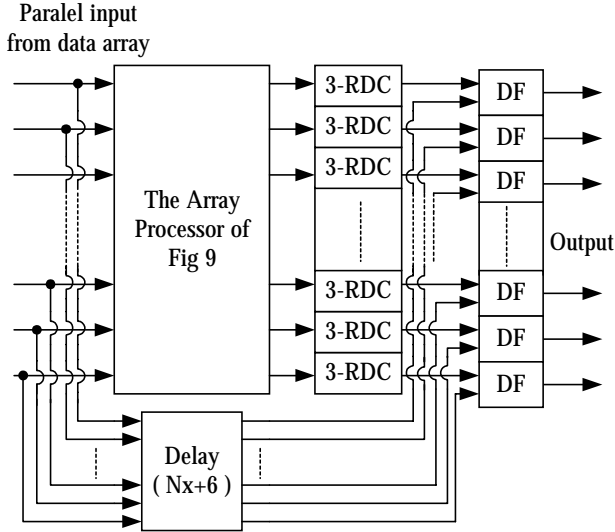 Paralel input
from data array
3-RDC
3-RDC
3-RDC
DF
DF
DF
The Array
Processor of
Fig 9
Output
3-RDC
3-RDC
3-RDC
DF
DF
DF
Delay
( Nx+6 )